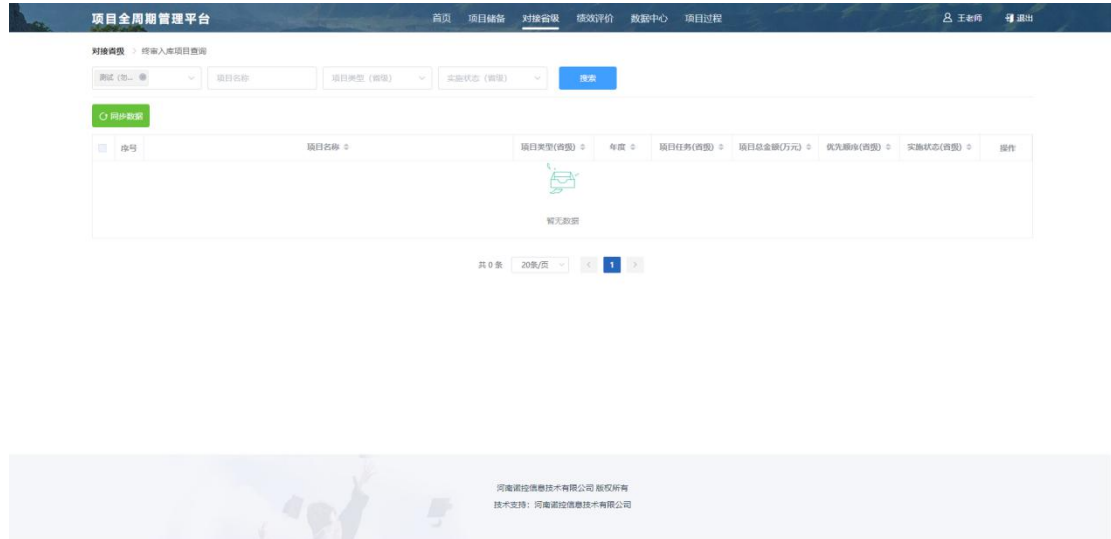 项目全周期管理平台 首页 项目储备 对接省级 绩效评价 数据中心 项目过程 王老师 退出
对接省级 > 终审入库项目查询
测试（勿... 项目名称 项目类型（省级） 实施状态（省级） 搜索
同步数据
序号 项目名称 项目类型(省级) 年度 项目任务(省级) 项目总金额(万元) 优先顺序(省级) 实施状态(省级) 操作
暂无数据
共 0 条 20条/页 < 1 >
河南诺控信息技术有限公司 版权所有
技术支持：河南诺控信息技术有限公司